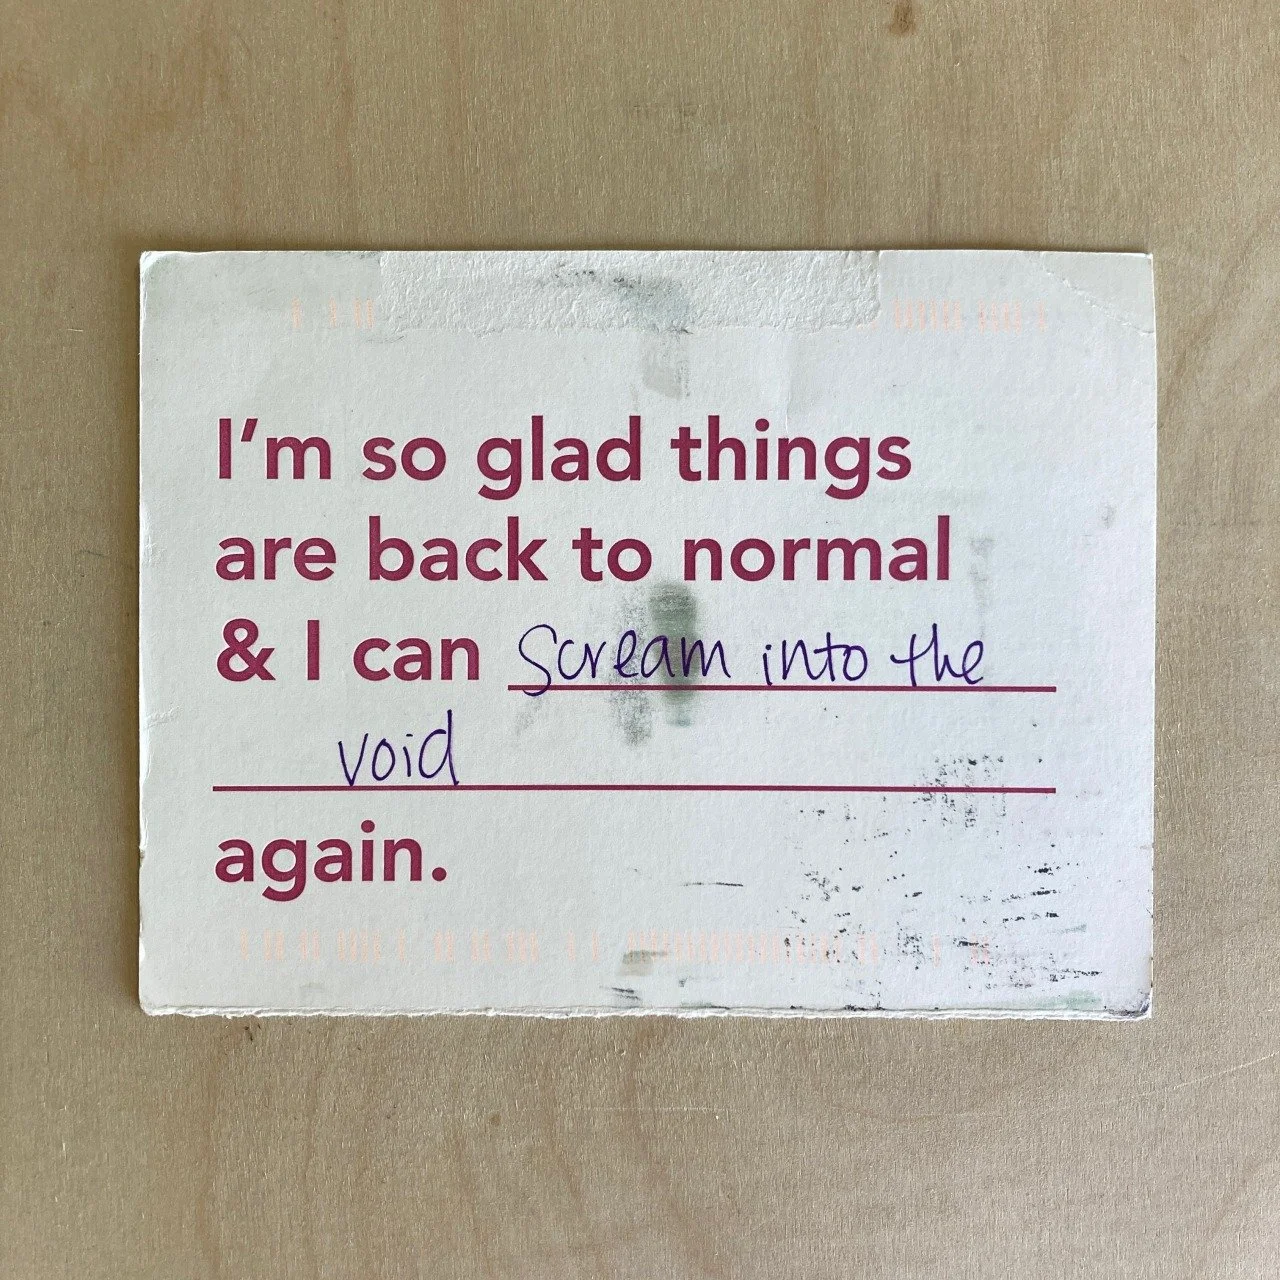 I'm so glad things
are back to normal
& I can scream into the
void
again.